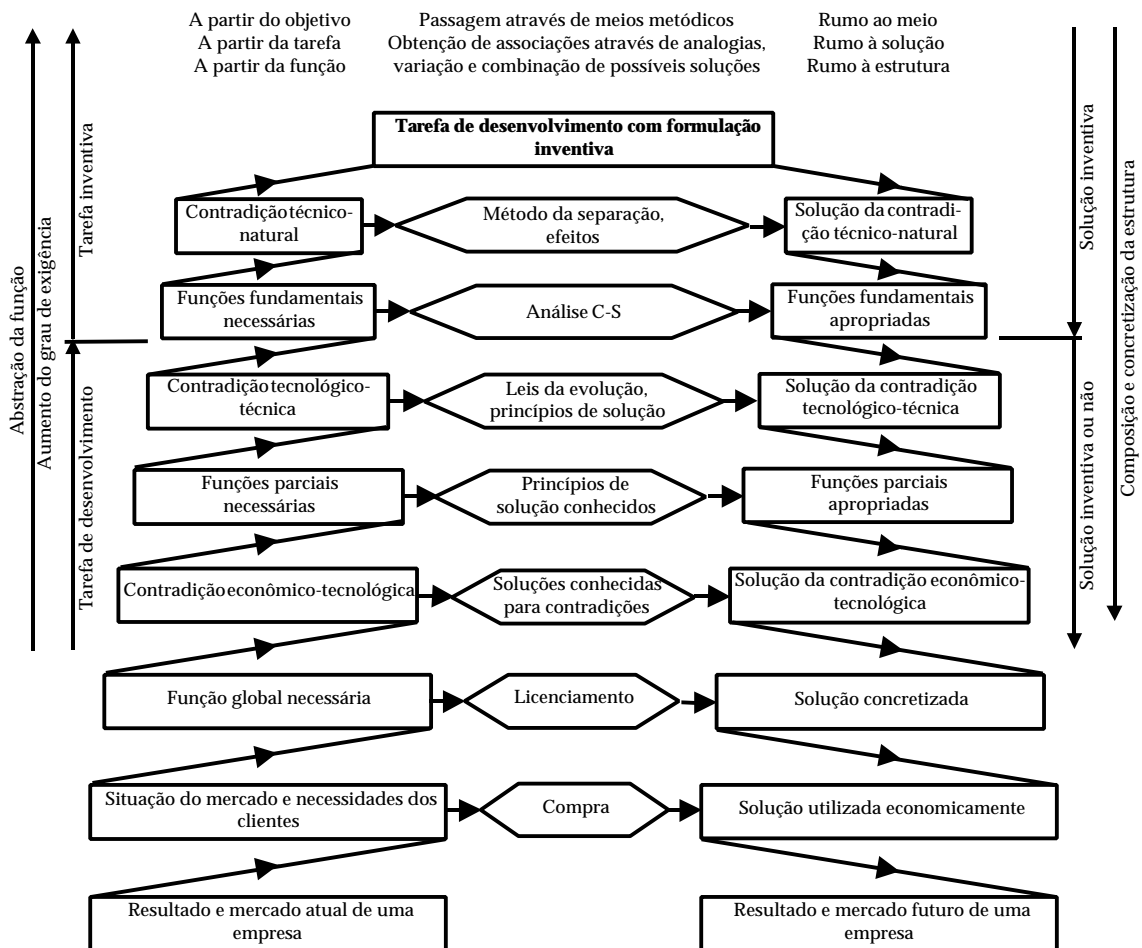 A partir do objetivo
A partir da tarefa
A partir da função
Passagem através de meios metódicos
Obtenção de associações através de analogias,
variação e combinação de possíveis soluções
Rumo ao meio
Rumo à solução
Rumo à estrutura
Abstração da função
Aumento do grau de exigência
Tarefa inventiva
Tarefa de desenvolvimento
Tarefa de desenvolvimento com formulação
inventiva
Contradição técnico-
natural
Método da separação,
efeitos
Solução da contradi-
ção técnico-natural
Funções fundamentais
necessárias
Análise C-S
Funções fundamentais
apropriadas
Contradição tecnológico-
técnica
Leis da evolução,
princípios de solução
Solução da contradição
tecnológico-técnica
Funções parciais
necessárias
Princípios de
solução conhecidos
Funções parciais
apropriadas
Contradição econômico-tecnológica
Soluções conhecidas
para contradições
Solução da contradição econômico-
tecnológica
Função global necessária
Licenciamento
Solução concretizada
Situação do mercado e necessidades dos
clientes
Compra
Solução utilizada economicamente
Resultado e mercado atual de uma
empresa
Resultado e mercado futuro de uma
empresa
Solução inventiva
Solução inventiva ou não
Composição e concretização da estrutura